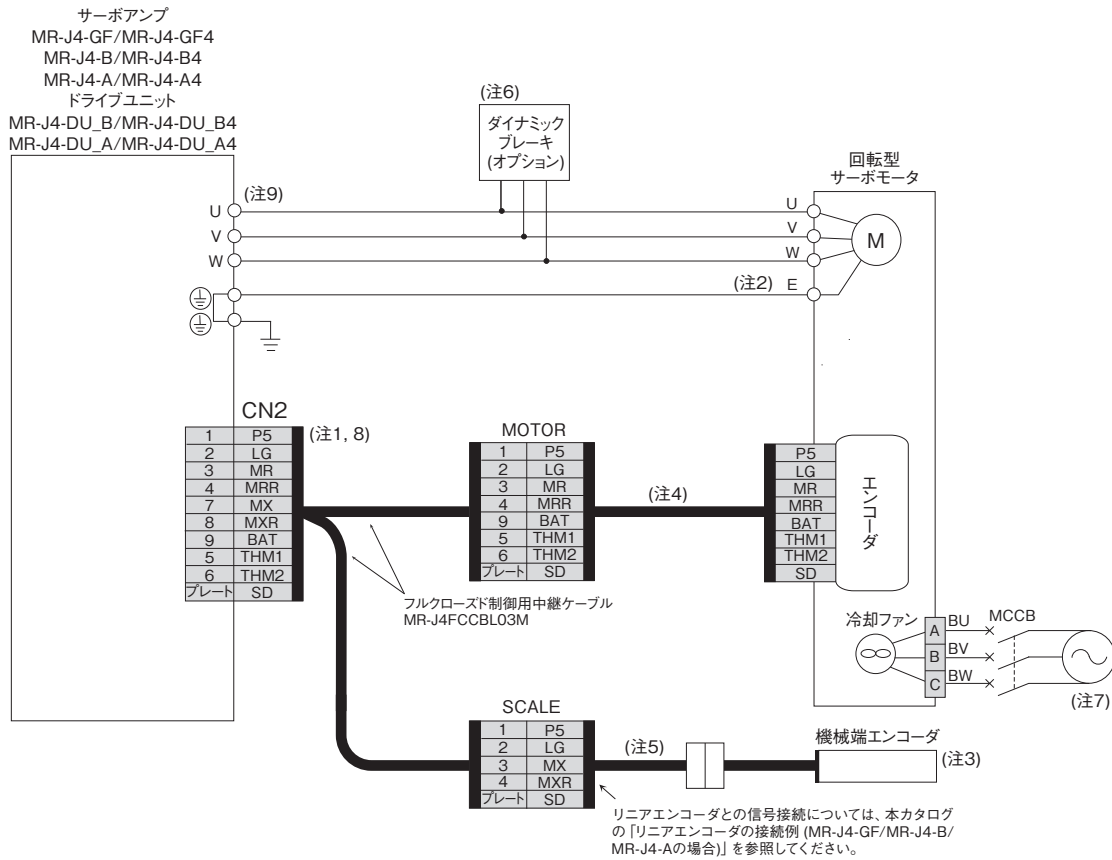 サーボアンプ
MR-J4-GF/MR-J4-GF4
MR-J4-B/MR-J4-B4
MR-J4-A/MR-J4-A4
ドライブユニット
MR-J4-DU_B/MR-J4-DU_B4
MR-J4-DU_A/MR-J4-DU_A4
(注6)
ダイナミック
ブレーキ
(オプション)
回転型
サーボモータ
(注9)
U
V
W
U
V
W
M
(注2)
E
CN2
(注1, 8)
1 P5
2 LG
3 MR
4 MRR
7 MX
8 MXR
9 BAT
5 THM1
6 THM2
プレート SD
MOTOR
1 P5
2 LG
3 MR
4 MRR
9 BAT
5 THM1
6 THM2
プレート SD
(注4)
P5
LG
MR
MRR
BAT
THM1
THM2
SD
エンコーダ
フルクローズド制御用中継ケーブル
MR-J4FCCBL03M
冷却ファン
A BU
B BV
C BW
MCCB
(注7)
SCALE
1 P5
2 LG
3 MX
4 MXR
プレート SD
(注5)
機械端エンコーダ
(注3)
リニアエンコーダとの信号接続については、本カタログ
の「リニアエンコーダの接続例 (MR-J4-GF/MR-J4-B/
MR-J4-Aの場合)」を参照してください。